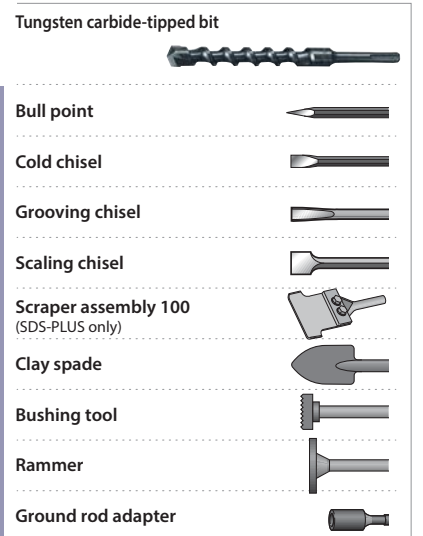 Tungsten carbide-tipped bit
Bull point
Cold chisel
Grooving chisel
Scaling chisel
Scraper assembly 100
(SDS-PLUS only)
Clay spade
Bushing tool
Rammer
Ground rod adapter